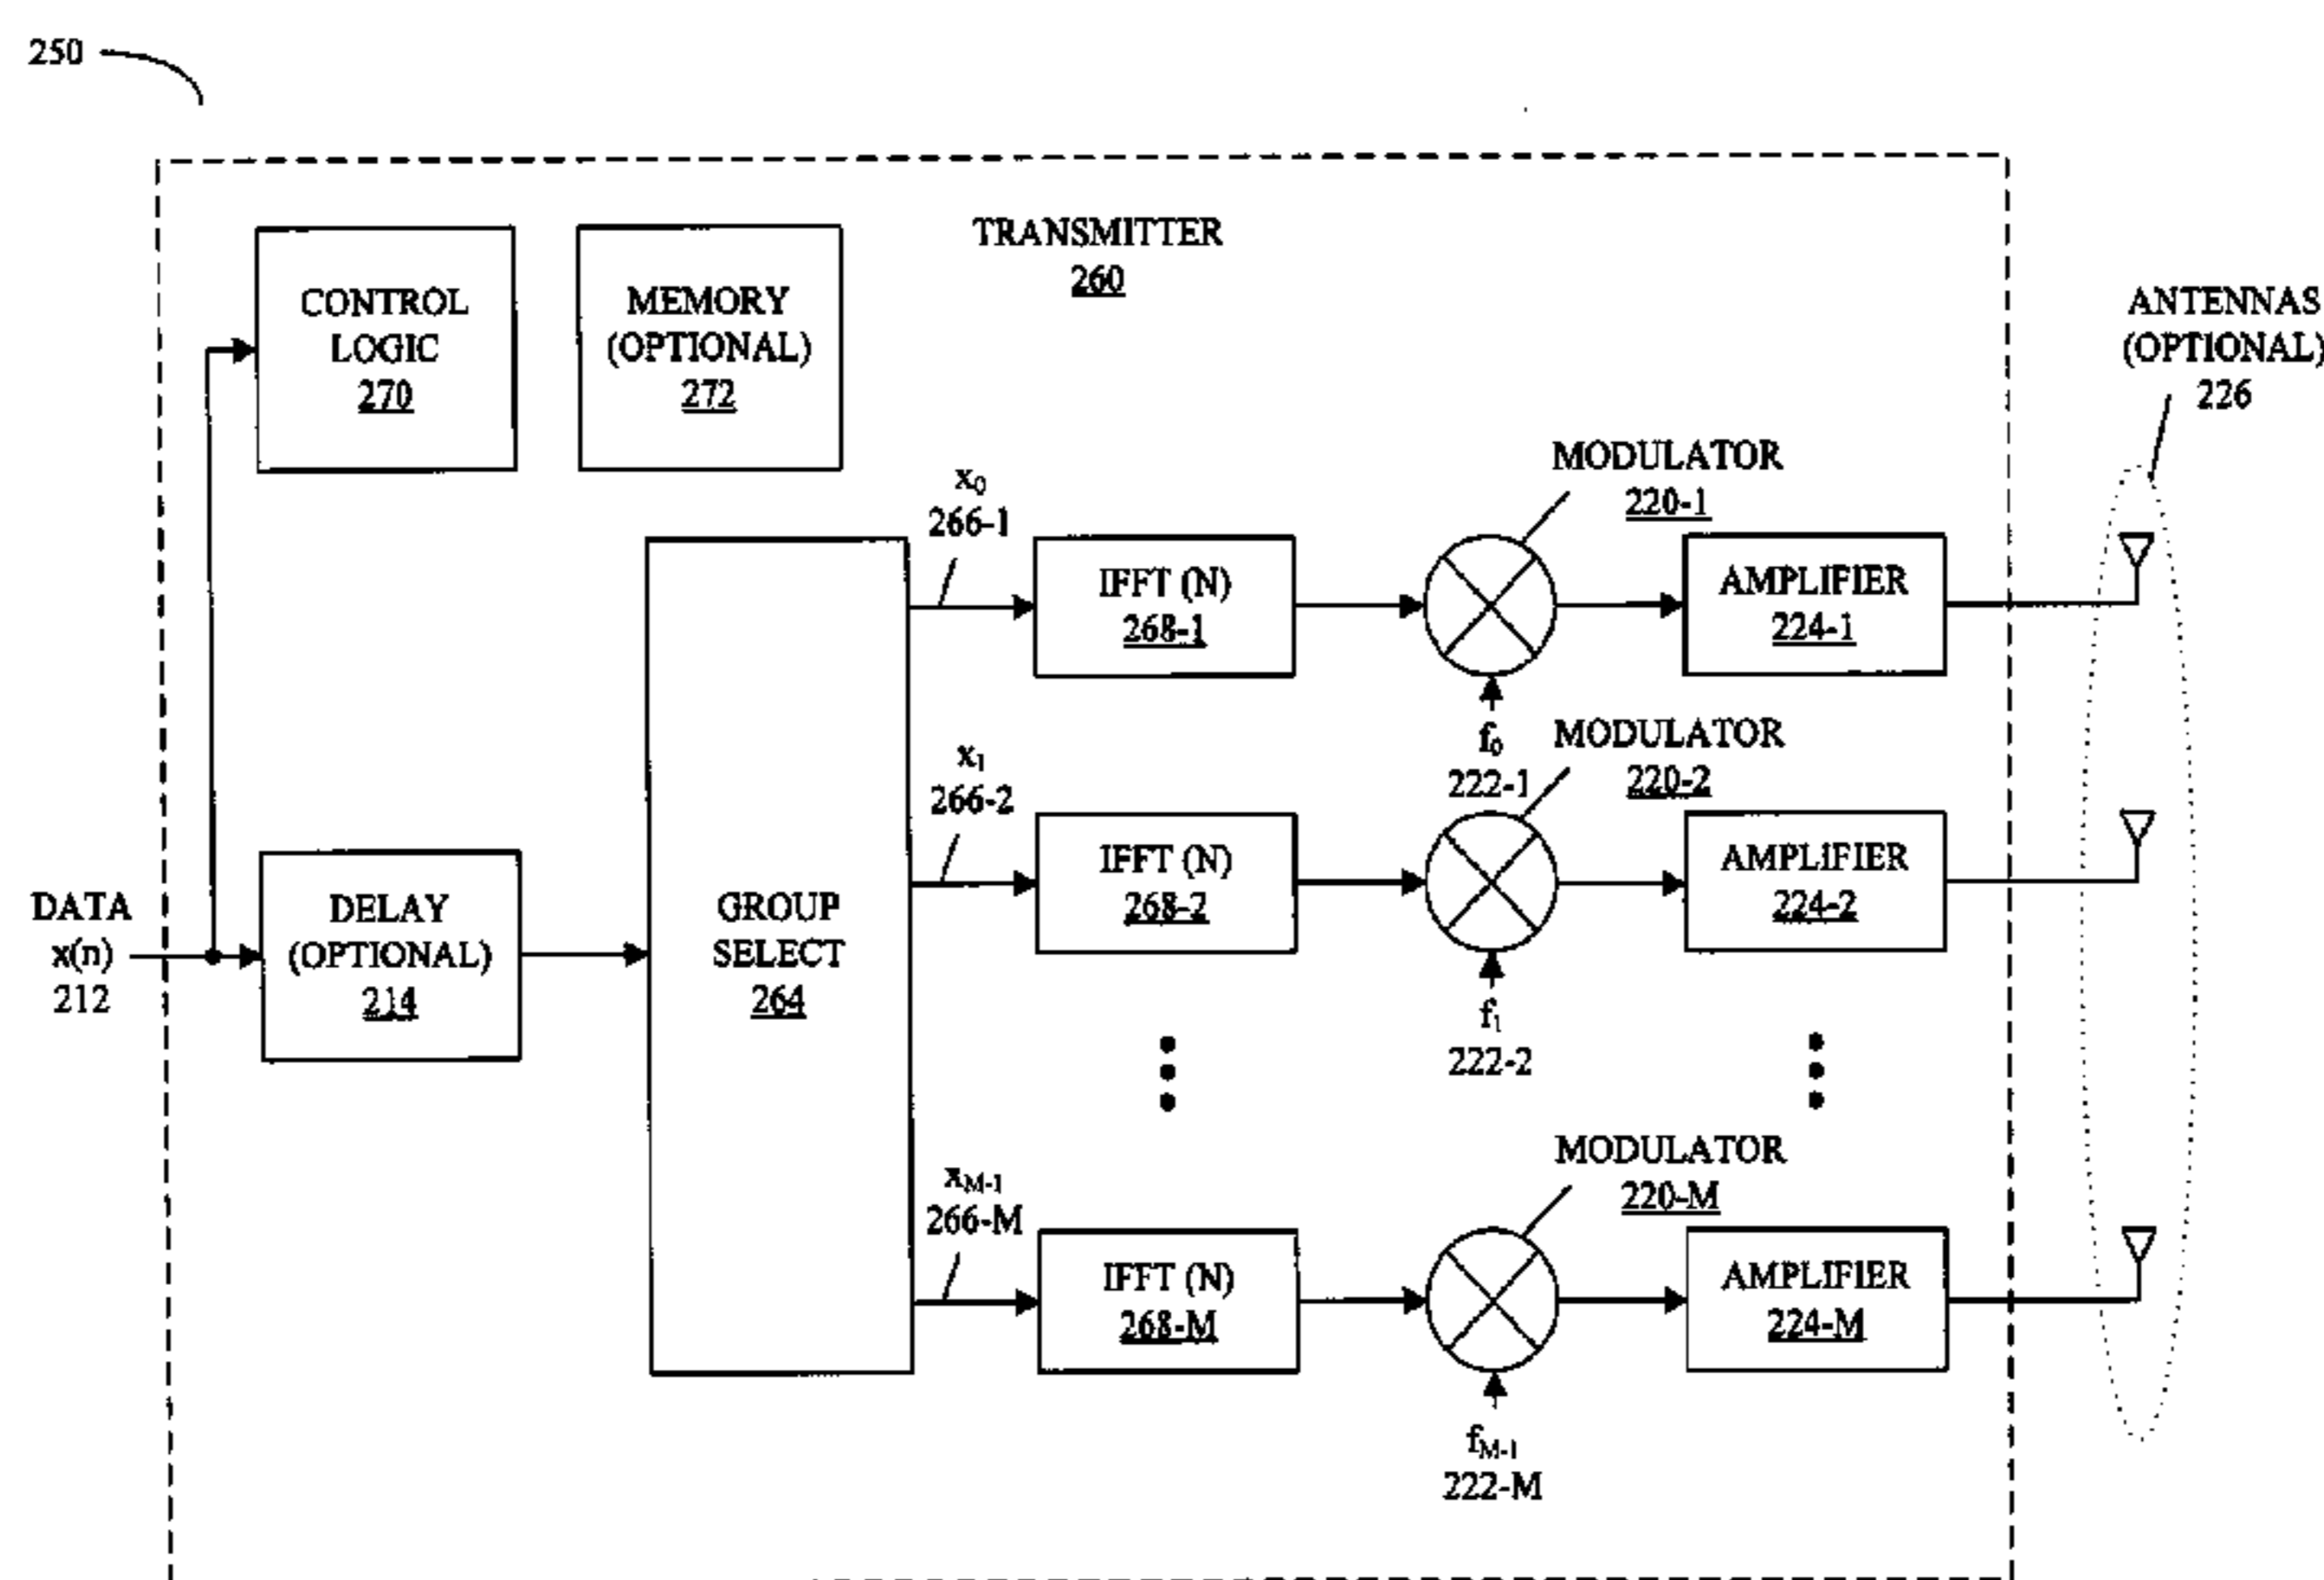 250
TRANSMITTER
260
CONTROL
LOGIC
270
MEMORY
(OPTIONAL)
272
ANTENNAS
(OPTIONAL)
226
MODULATOR
220-1
x₀
266-1
IFFT (N)
268-1
AMPLIFIER
224-1
f₀
222-1
MODULATOR
220-2
x₁
266-2
IFFT (N)
268-2
AMPLIFIER
224-2
f₁
222-2
DATA
x(n)
212
DELAY
(OPTIONAL)
214
GROUP
SELECT
264
MODULATOR
220-M
x_{M-1}
266-M
IFFT (N)
268-M
AMPLIFIER
224-M
f_{M-1}
222-M